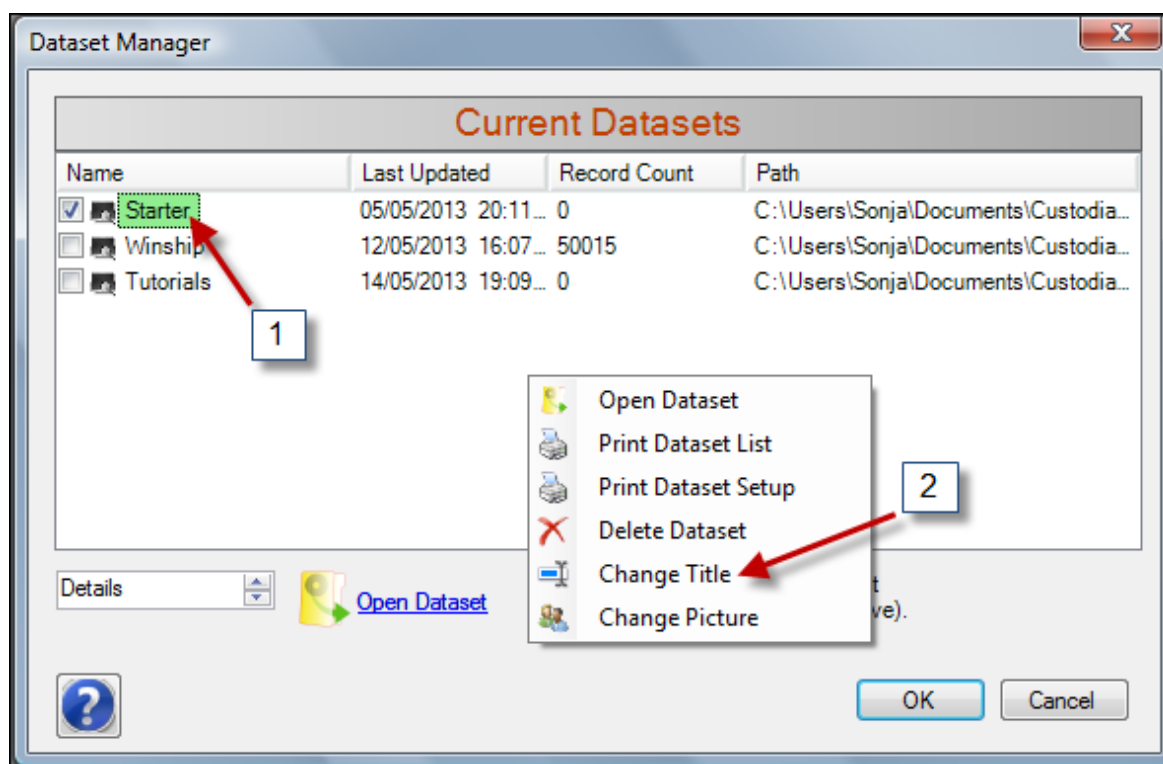 Dataset Manager
Current Datasets
Name Last Updated Record Count Path
Starter 05/05/2013 20:11... 0 C:\Users\Sonja\Documents\Custodia...
Winship 12/05/2013 16:07... 50015 C:\Users\Sonja\Documents\Custodia...
Tutorials 14/05/2013 19:09... 0 C:\Users\Sonja\Documents\Custodia...
1
Open Dataset
Print Dataset List
Print Dataset Setup
2
Delete Dataset
Change Title
Change Picture
Details Open Dataset
t
ve).
?
OK Cancel